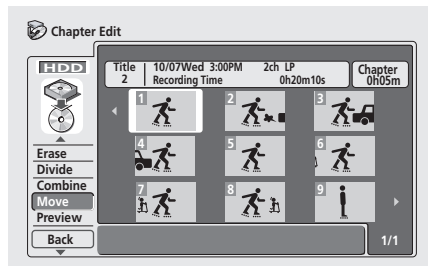 Chapter Edit
HDD
Title 10/07Wed 3:00PM 2ch LP
2 Recording Time 0h20m10s
Chapter
0h05m
1 2 3
4 5 6
7 8 9
Erase
Divide
Combine
Move
Preview
Back
1/1